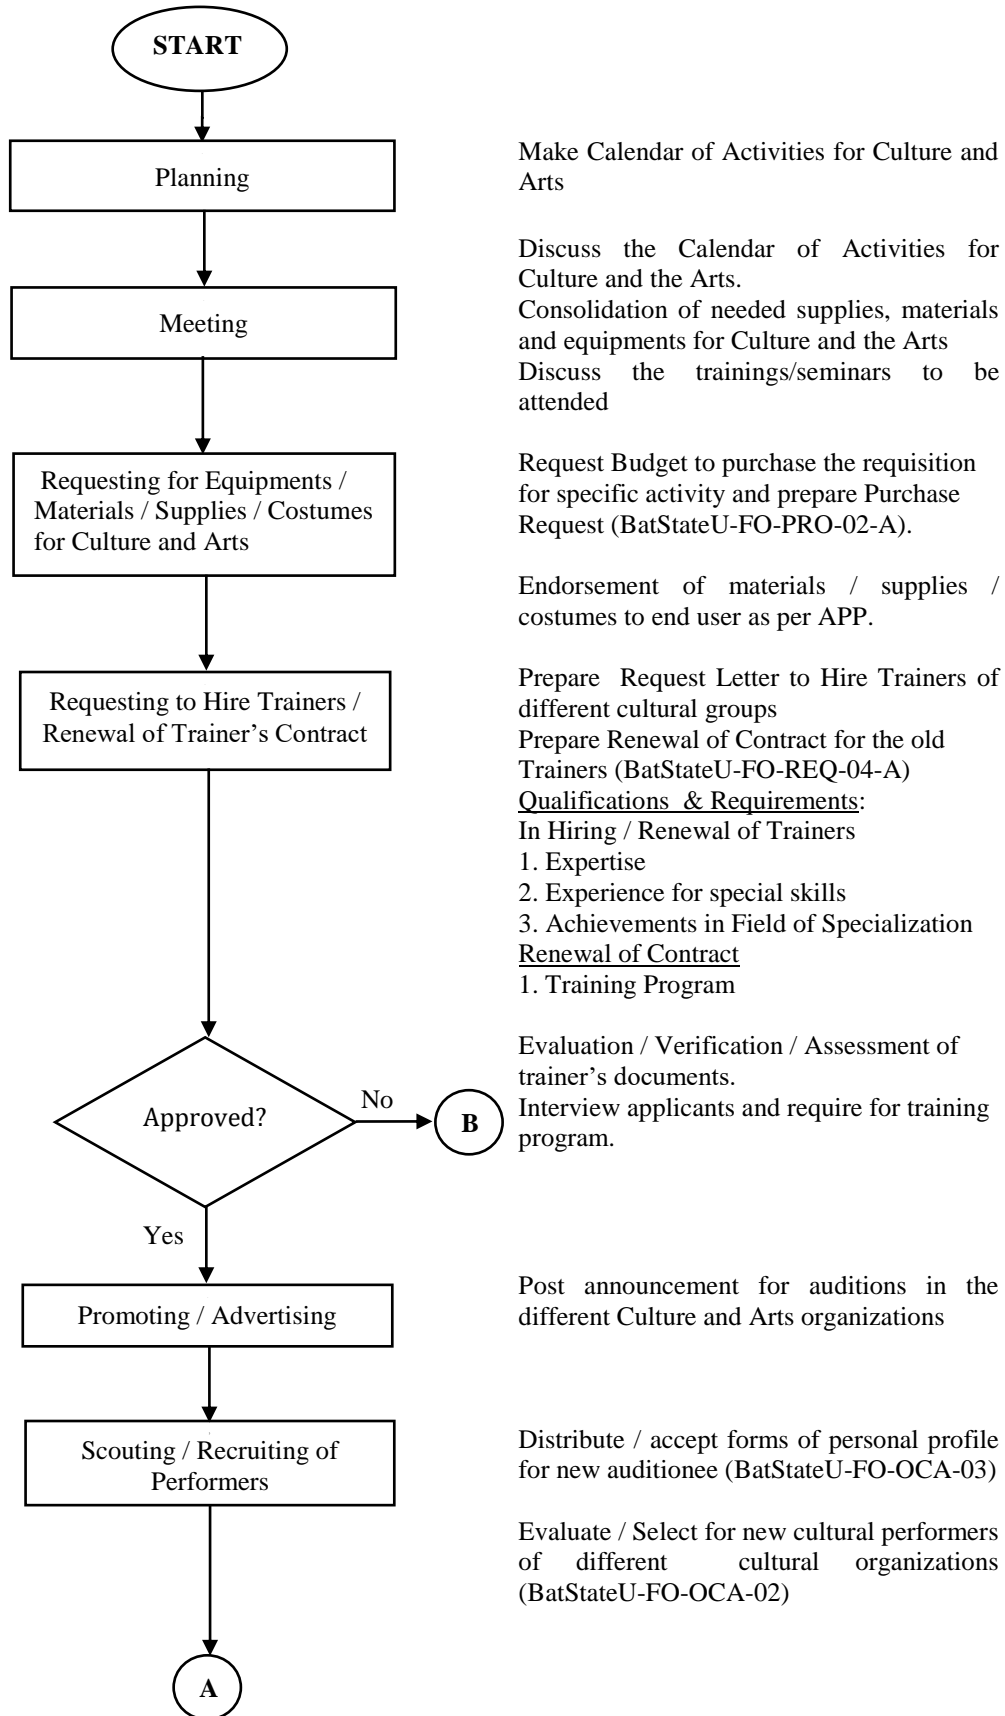 START
Planning
Make Calendar of Activities for Culture and
Arts
Meeting
Discuss the Calendar of Activities for
Culture and the Arts.
Consolidation of needed supplies, materials
and equipments for Culture and the Arts
Discuss the trainings/seminars to be
attended
Requesting for Equipments /
Materials / Supplies / Costumes
for Culture and Arts
Request Budget to purchase the requisition
for specific activity and prepare Purchase
Request (BatStateU-FO-PRO-02-A).
Endorsement of materials / supplies /
costumes to end user as per APP.
Requesting to Hire Trainers /
Renewal of Trainer’s Contract
Prepare Request Letter to Hire Trainers of
different cultural groups
Prepare Renewal of Contract for the old
Trainers (BatStateU-FO-REQ-04-A)
Qualifications & Requirements:
In Hiring / Renewal of Trainers
1. Expertise
2. Experience for special skills
3. Achievements in Field of Specialization
Renewal of Contract
1. Training Program
Approved?
No
B
Evaluation / Verification / Assessment of
trainer’s documents.
Interview applicants and require for training
program.
Yes
Promoting / Advertising
Post announcement for auditions in the
different Culture and Arts organizations
Scouting / Recruiting of
Performers
Distribute / accept forms of personal profile
for new auditionee (BatStateU-FO-OCA-03)
Evaluate / Select for new cultural performers
of different cultural organizations
(BatStateU-FO-OCA-02)
A